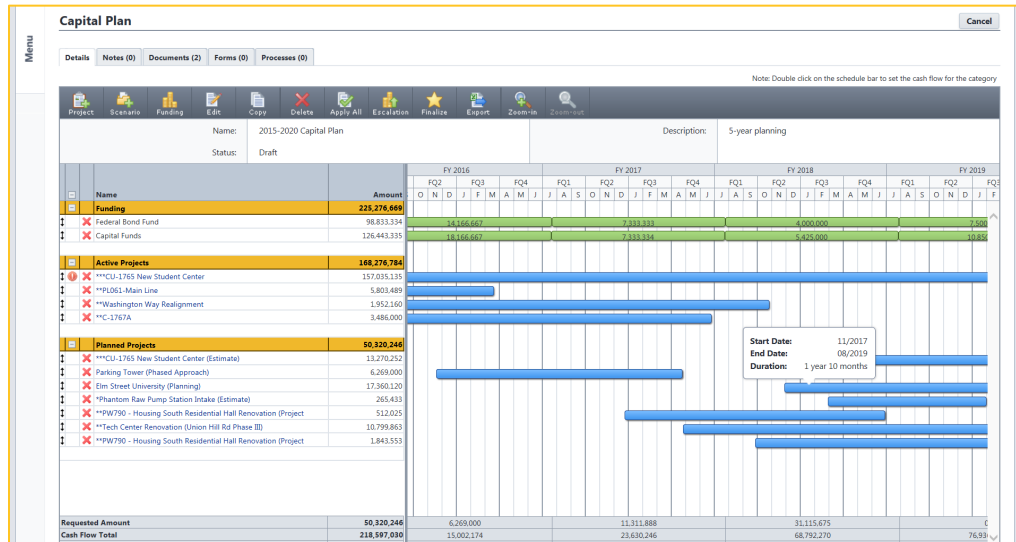 Menu
Capital Plan
Cancel
Details Notes (0) Documents (2) Forms (0) Processes (0)
Note: Double click on the schedule bar to set the cash flow for the category
Project Scenario Funding Edit Copy Delete Apply All Escalation Finalize Export Zoom-in Zoom-out
Name: 2015-2020 Capital Plan Description: 5-year planning
Status: Draft
FY 2016 FY 2017 FY 2018 FY 2019
FQ2 FQ3 FQ4 FQ1 FQ2 FQ3 FQ4 FQ1 FQ2 FQ3 FQ4 FQ1 FQ2 FQ3
Name Amount O N D J F M A M J J A S O N D J F M A M J J A S O N D J F M A M J J A S O N D J F
Funding 225,276,669
Federal Bond Fund 98,833,334 14,166,667 7,333,333 4,000,000 7,500
Capital Funds 126,443,335 18,166,667 7,333,334 5,425,000 10,850
Active Projects 168,276,784
***CU-1765 New Student Center 157,035,135
**PL061-Main Line 5,803,489
**Washington Way Realignment 1,952,160
**C-1767A 3,486,000
Planned Projects 50,320,246
***CU-1765 New Student Center (Estimate) 13,270,252
Parking Tower (Phased Approach) 6,269,000
Elm Street University (Planning) 17,360,120
*Phantom Raw Pump Station Intake (Estimate) 265,433
**PW790 - Housing South Residential Hall Renovation (Project 512,025
**Tech Center Renovation (Union Hill Rd Phase III) 10,799,863
**PW790 - Housing South Residential Hall Renovation (Project 1,843,553
Start Date: 11/2017
End Date: 08/2019
Duration: 1 year 10 months
Requested Amount 50,320,246 6,269,000 11,311,888 31,115,675
Cash Flow Total 218,597,030 15,002,174 23,630,246 68,792,270 76,93